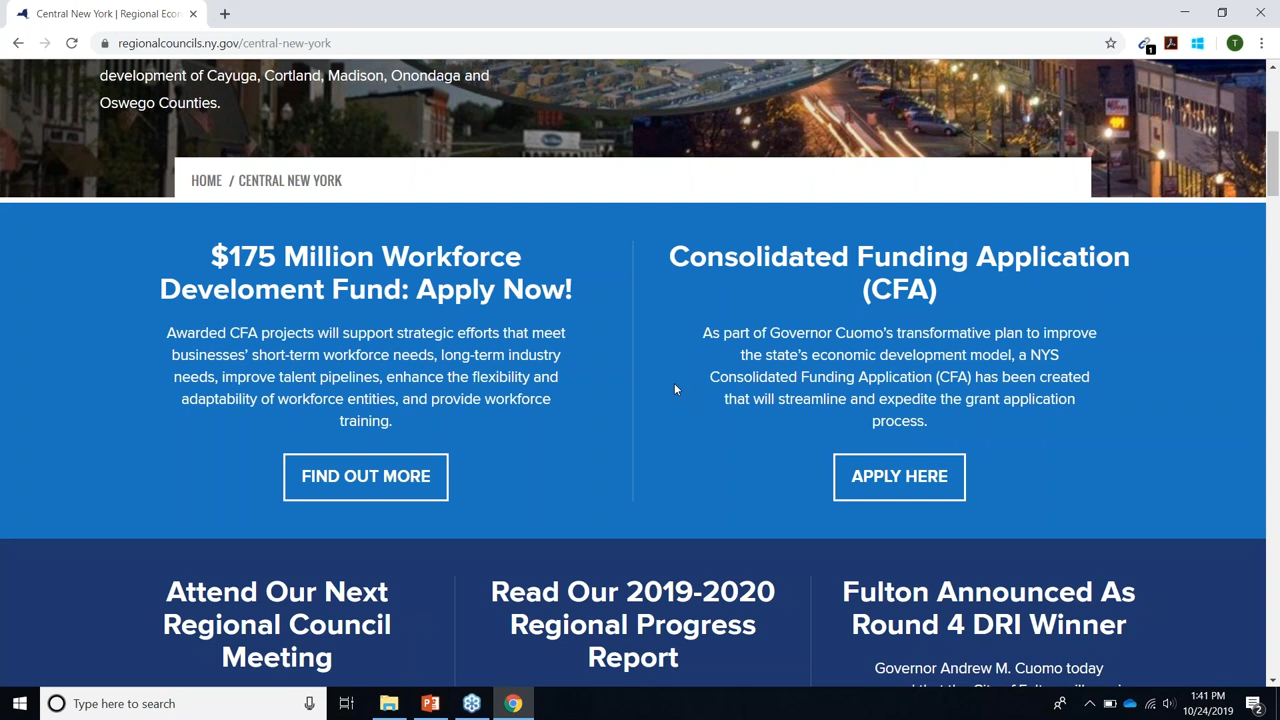 Central New York | Regional Econ
regionalcouncils.ny.gov/central-new-york
1
T
development of Cayuga, Cortland, Madison, Onondaga and
Oswego Counties.
HOME / CENTRAL NEW YORK
$175 Million Workforce
Develoment Fund: Apply Now!
Awarded CFA projects will support strategic efforts that meet
businesses’ short-term workforce needs, long-term industry
needs, improve talent pipelines, enhance the flexibility and
adaptability of workforce entities, and provide workforce
training.
FIND OUT MORE
Consolidated Funding Application
(CFA)
As part of Governor Cuomo’s transformative plan to improve
the state’s economic development model, a NYS
Consolidated Funding Application (CFA) has been created
that will streamline and expedite the grant application
process.
APPLY HERE
Attend Our Next
Regional Council
Meeting
Read Our 2019-2020
Regional Progress
Report
Fulton Announced As
Round 4 DRI Winner
Governor Andrew M. Cuomo today
Type here to search
1:41 PM
10/24/2019
2